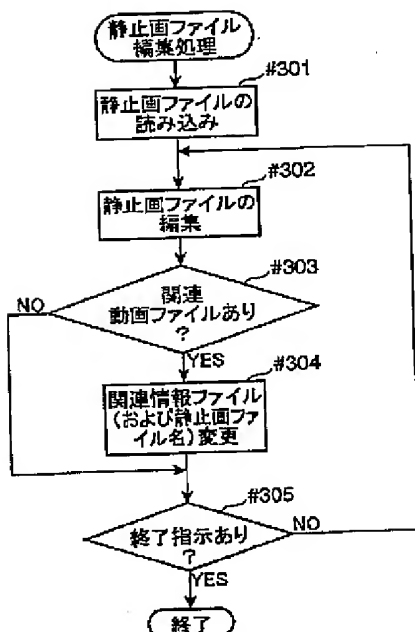 静止画ファイル
編集処理
#301
静止画ファイルの
読み込み
#302
静止画ファイルの
編集
#303
関連
動画ファイルあり
?
NO
YES
#304
関連情報ファイル
(および静止画ファ
イル名)変更
#305
終了指示あり
?
NO
YES
終了